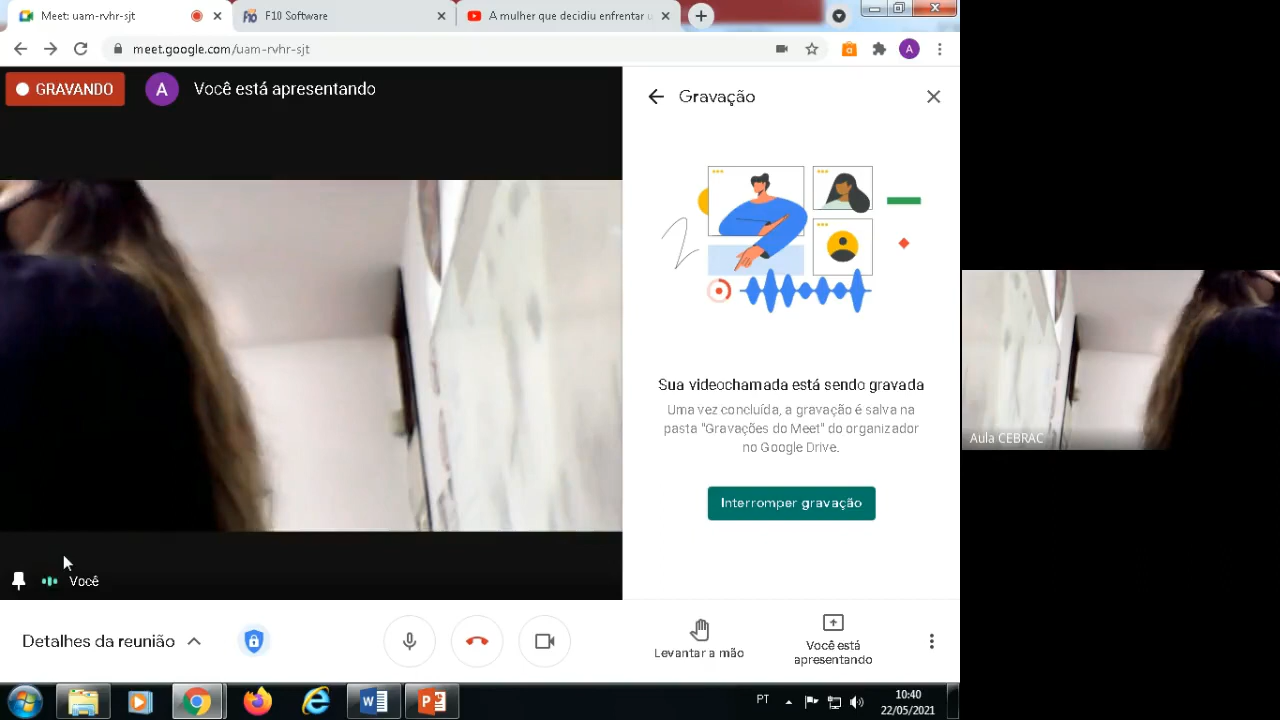 Meet: uam-rvhr-sjt
F10 Software
A mulher que decidiu enfrentar u
meet.google.com/uam-rvhr-sjt
A
GRAVANDO
A
Você está apresentando
Gravação
Sua videochamada está sendo gravada
Uma vez concluída, a gravação é salva na
pasta "Gravações do Meet" do organizador
no Google Drive.
Interromper gravação
Aula CEBRAC
Você
Detalhes da reunião
Levantar a mão
Você está
apresentando
PT
10:40
22/05/2021